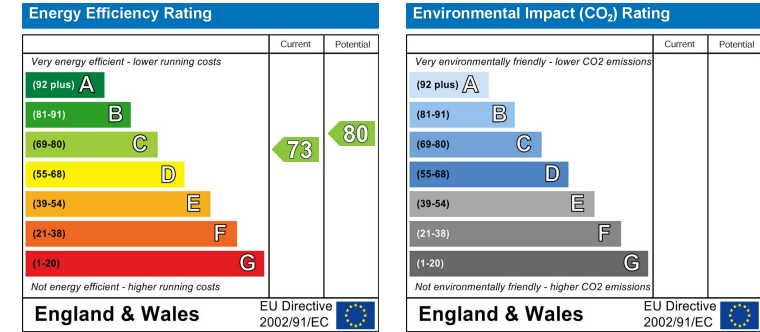 Energy Efficiency Rating
Current Potential
Very energy efficient - lower running costs
(92 plus) A
(81-91) B
(69-80) C
(55-68) D
(39-54) E
(21-38) F
(1-20) G
73
80
Not energy efficient - higher running costs
England & Wales
EU Directive
2002/91/EC
Environmental Impact (CO₂) Rating
Current Potential
Very environmentally friendly - lower CO2 emissions
(92 plus) A
(81-91) B
(69-80) C
(55-68) D
(39-54) E
(21-38) F
(1-20) G
Not environmentally friendly - higher CO2 emissions
England & Wales
EU Directive
2002/91/EC